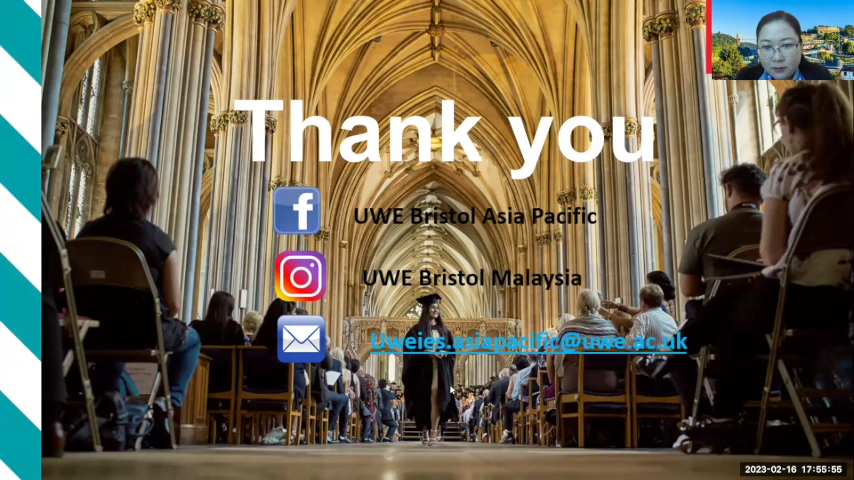 Thank you
UWE Bristol Asia Pacific
UWE Bristol Malaysia
Uweies.asiapacific@uwe.ac.uk
2023-02-16 17:55:55